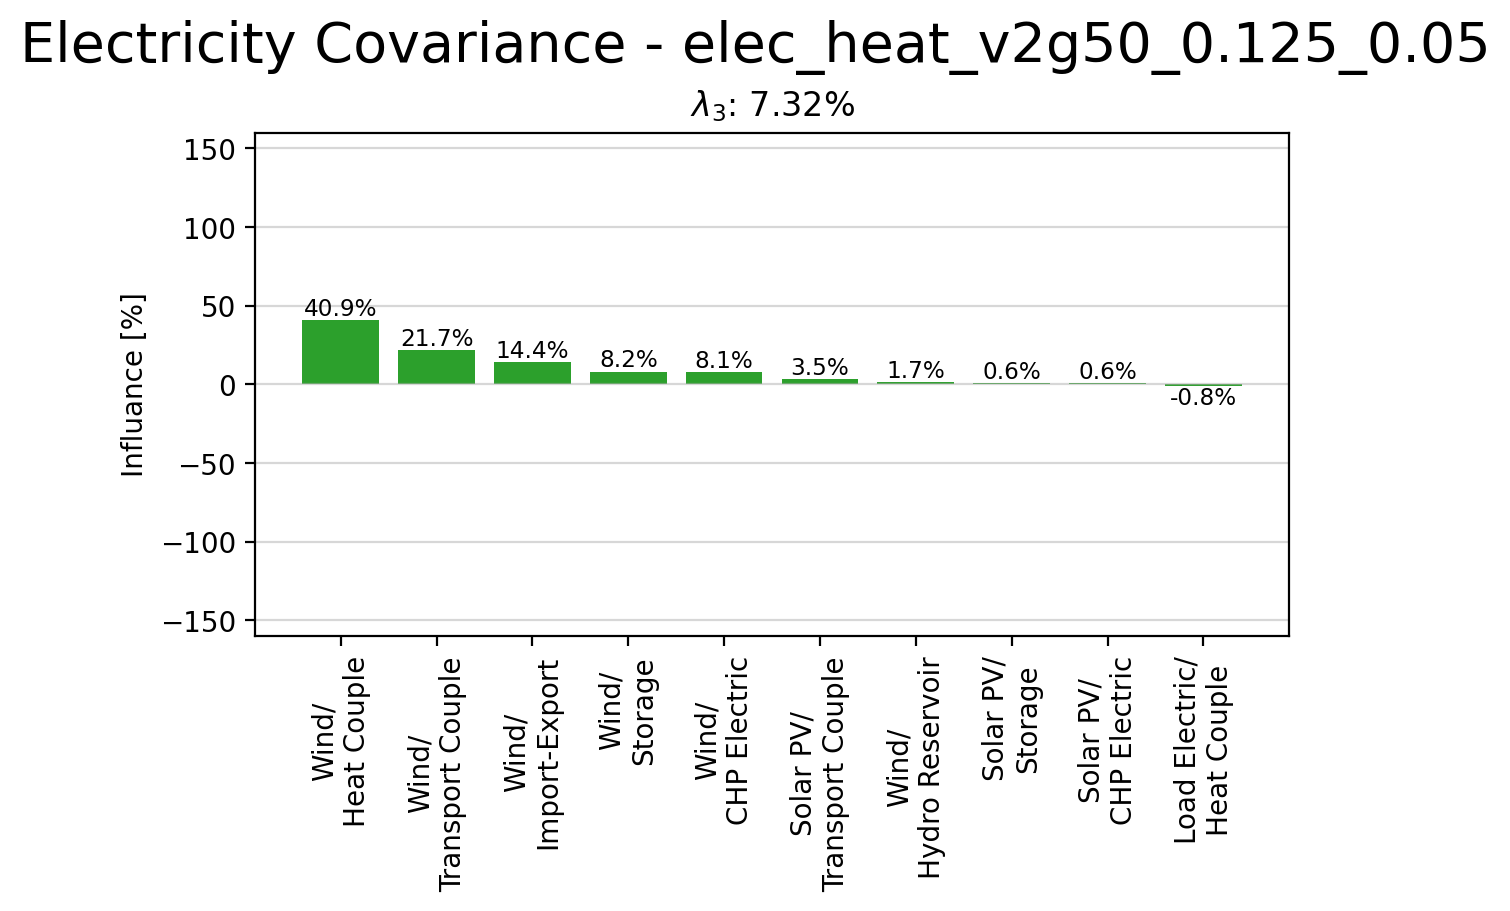 Electricity Covariance - elec_heat_v2g50_0.125_0.05
λ3: 7.32%
Influance [%]
150
100
50
0
−50
−100
−150
40.9%
21.7%
14.4%
8.2%
8.1%
3.5%
1.7%
0.6%
0.6%
-0.8%
Wind/
Heat Couple
Wind/
Transport Couple
Wind/
Import-Export
Wind/
Storage
Wind/
CHP Electric
Solar PV/
Transport Couple
Wind/
Hydro Reservoir
Solar PV/
Storage
Solar PV/
CHP Electric
Load Electric/
Heat Couple